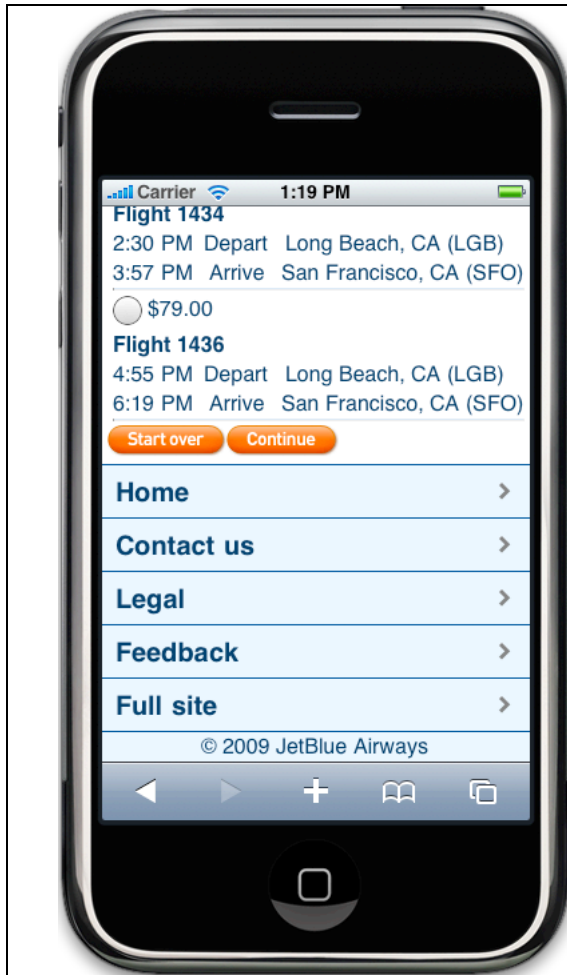 Carrier 1:19 PM
Flight 1434
2:30 PM Depart Long Beach, CA (LGB)
3:57 PM Arrive San Francisco, CA (SFO)
$79.00
Flight 1436
4:55 PM Depart Long Beach, CA (LGB)
6:19 PM Arrive San Francisco, CA (SFO)
Start over Continue
Home
Contact us
Legal
Feedback
Full site
© 2009 JetBlue Airways